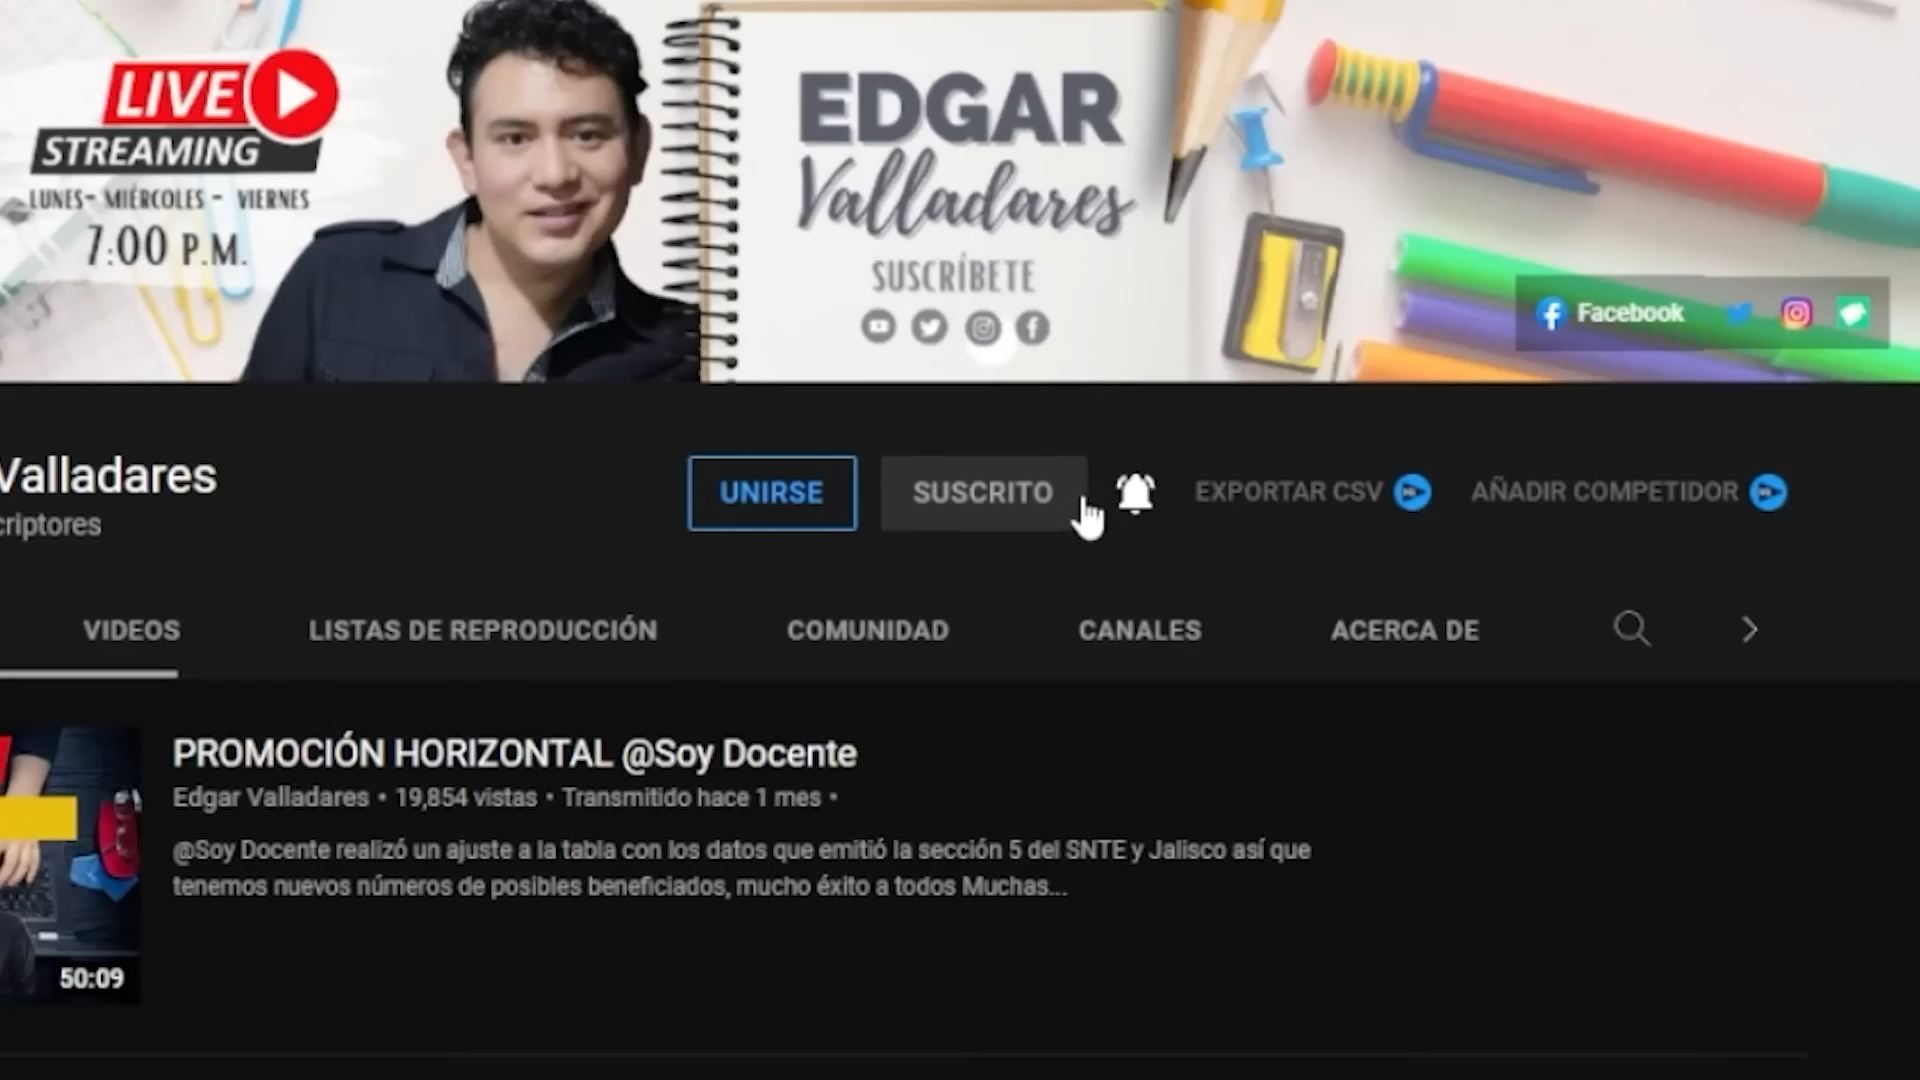 LIVE
STREAMING
LUNES- MIÉRCOLES - VIERNES
7:00 P.M.
EDGAR
Valladares
SUSCRÍBETE
Facebook
Valladares
criptores
UNIRSE
SUSCRITO
EXPORTAR CSV
AÑADIR COMPETIDOR
VIDEOS
LISTAS DE REPRODUCCIÓN
COMUNIDAD
CANALES
ACERCA DE
PROMOCIÓN HORIZONTAL @Soy Docente
Edgar Valladares • 19,854 vistas • Transmitido hace 1 mes •
@Soy Docente realizó un ajuste a la tabla con los datos que emitió la sección 5 del SNTE y Jalisco así que
tenemos nuevos números de posibles beneficiados, mucho éxito a todos Muchas...
50:09